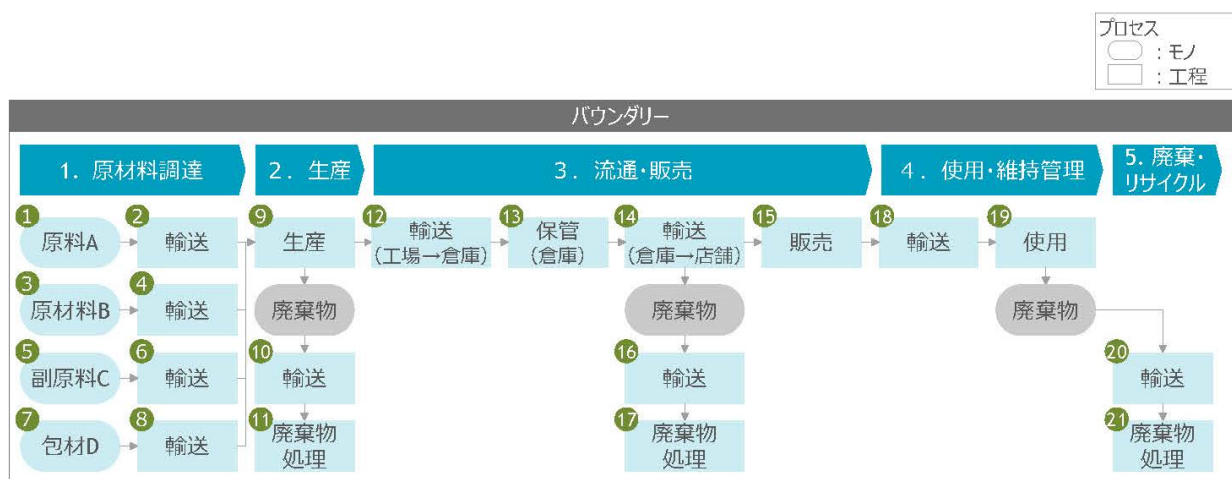 プロセス
：モノ
：工程
バウンダリー
1．原材料調達
2．生産
3．流通・販売
4．使用・維持管理
5. 廃棄・
リサイクル
1
原料A
2
輸送
3
原材料B
4
輸送
5
副原料C
6
輸送
7
包材D
8
輸送
9
生産
廃棄物
10
輸送
11
廃棄物
処理
12
輸送
(工場→倉庫)
13
保管
(倉庫)
14
輸送
(倉庫→店舗)
廃棄物
16
輸送
17
廃棄物
処理
15
販売
18
輸送
19
使用
廃棄物
20
輸送
21
廃棄物
処理